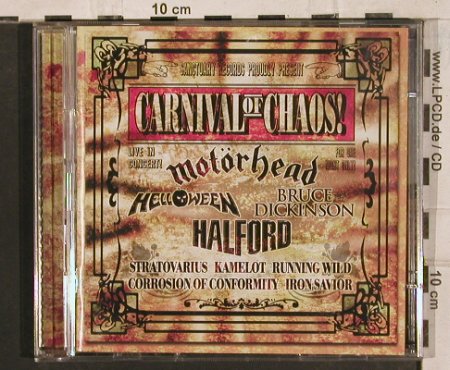 10 cm
SANCTUARY RECORDS PROUDLY PRESENT
CARNIVAL OF CHAOS!
LIVE IN CONCERT!
FOR ONE NIGHT ONLY!
motörhead
HELLOWEEN
BRUCE DICKINSON
HALFORD
STRATOVARIUS KAMELOT RUNNING WILD
CORROSION OF CONFORMITY IRON SAVIOR
www.LPCD.de / CD
10 cm